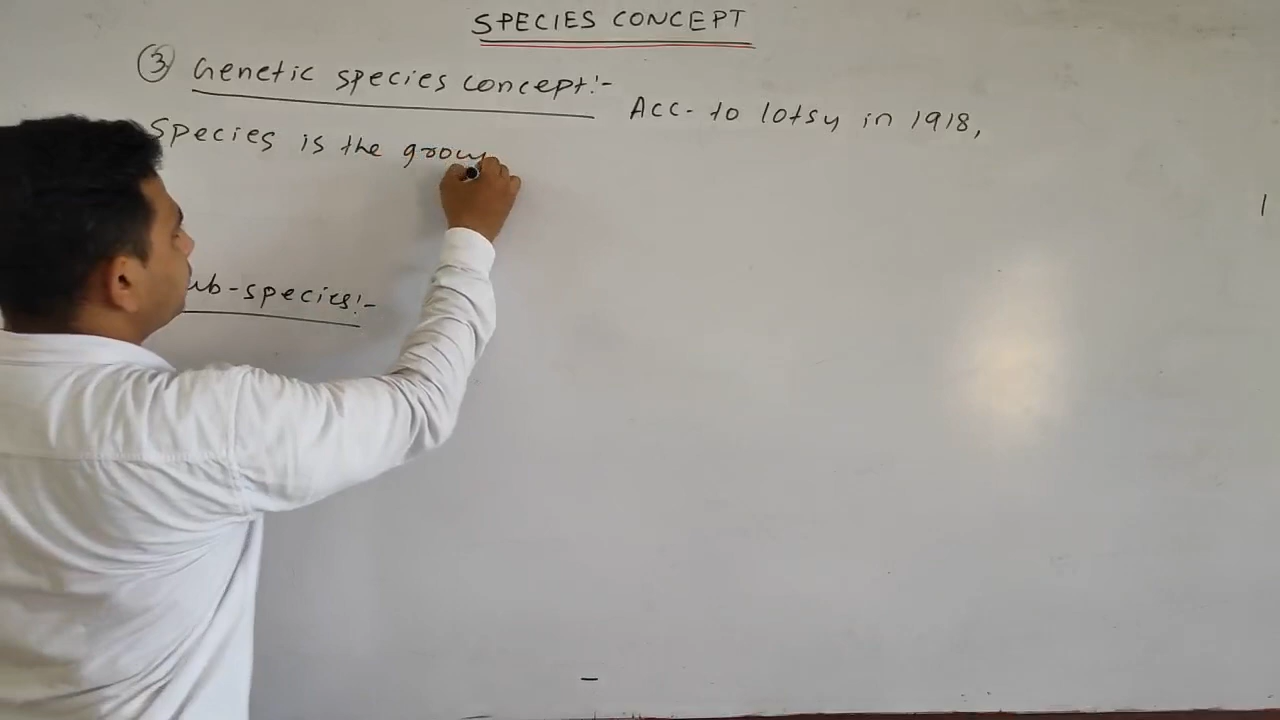 SPECIES CONCEPT
③ Genetic species concept:-
Acc- to lotsy in 1918,
Species is the grou
ub-species:-